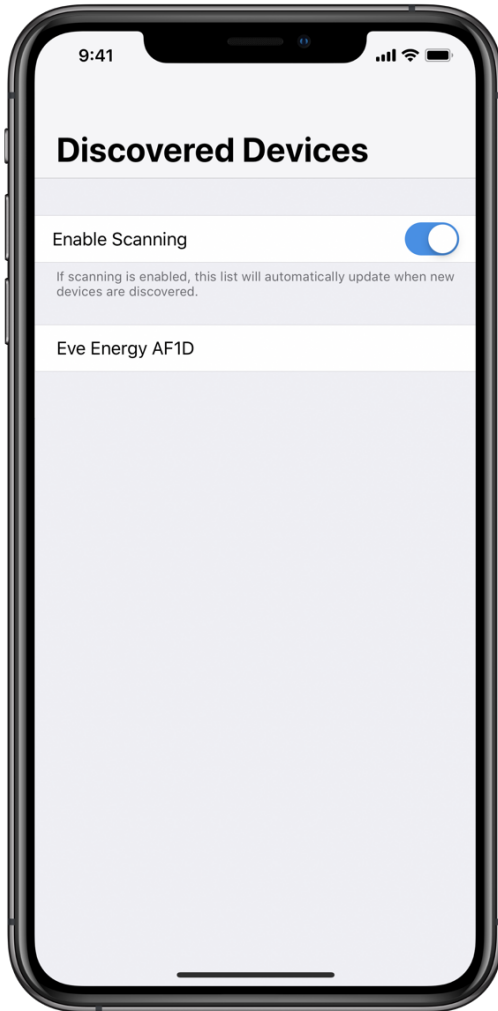 9:41
Discovered Devices
Enable Scanning
If scanning is enabled, this list will automatically update when new
devices are discovered.
Eve Energy AF1D